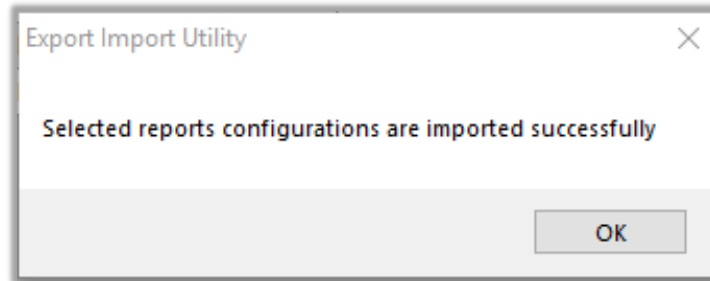 Export Import Utility
Selected reports configurations are imported successfully
OK